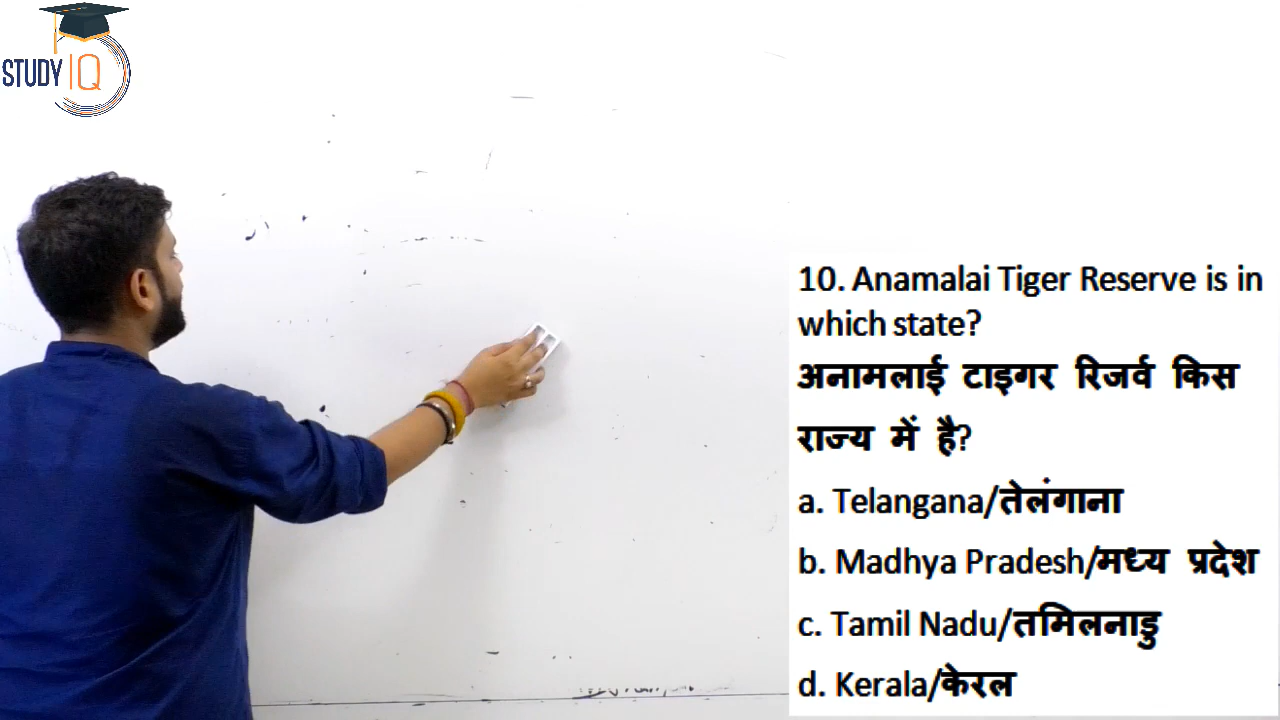 STUDY IQ
10. Anamalai Tiger Reserve is in
which state?
अनामलाई टाइगर रिजर्व किस
राज्य में है?
a. Telangana/तेलंगाना
b. Madhya Pradesh/मध्य प्रदेश
c. Tamil Nadu/तमिलनाडु
d. Kerala/केरल